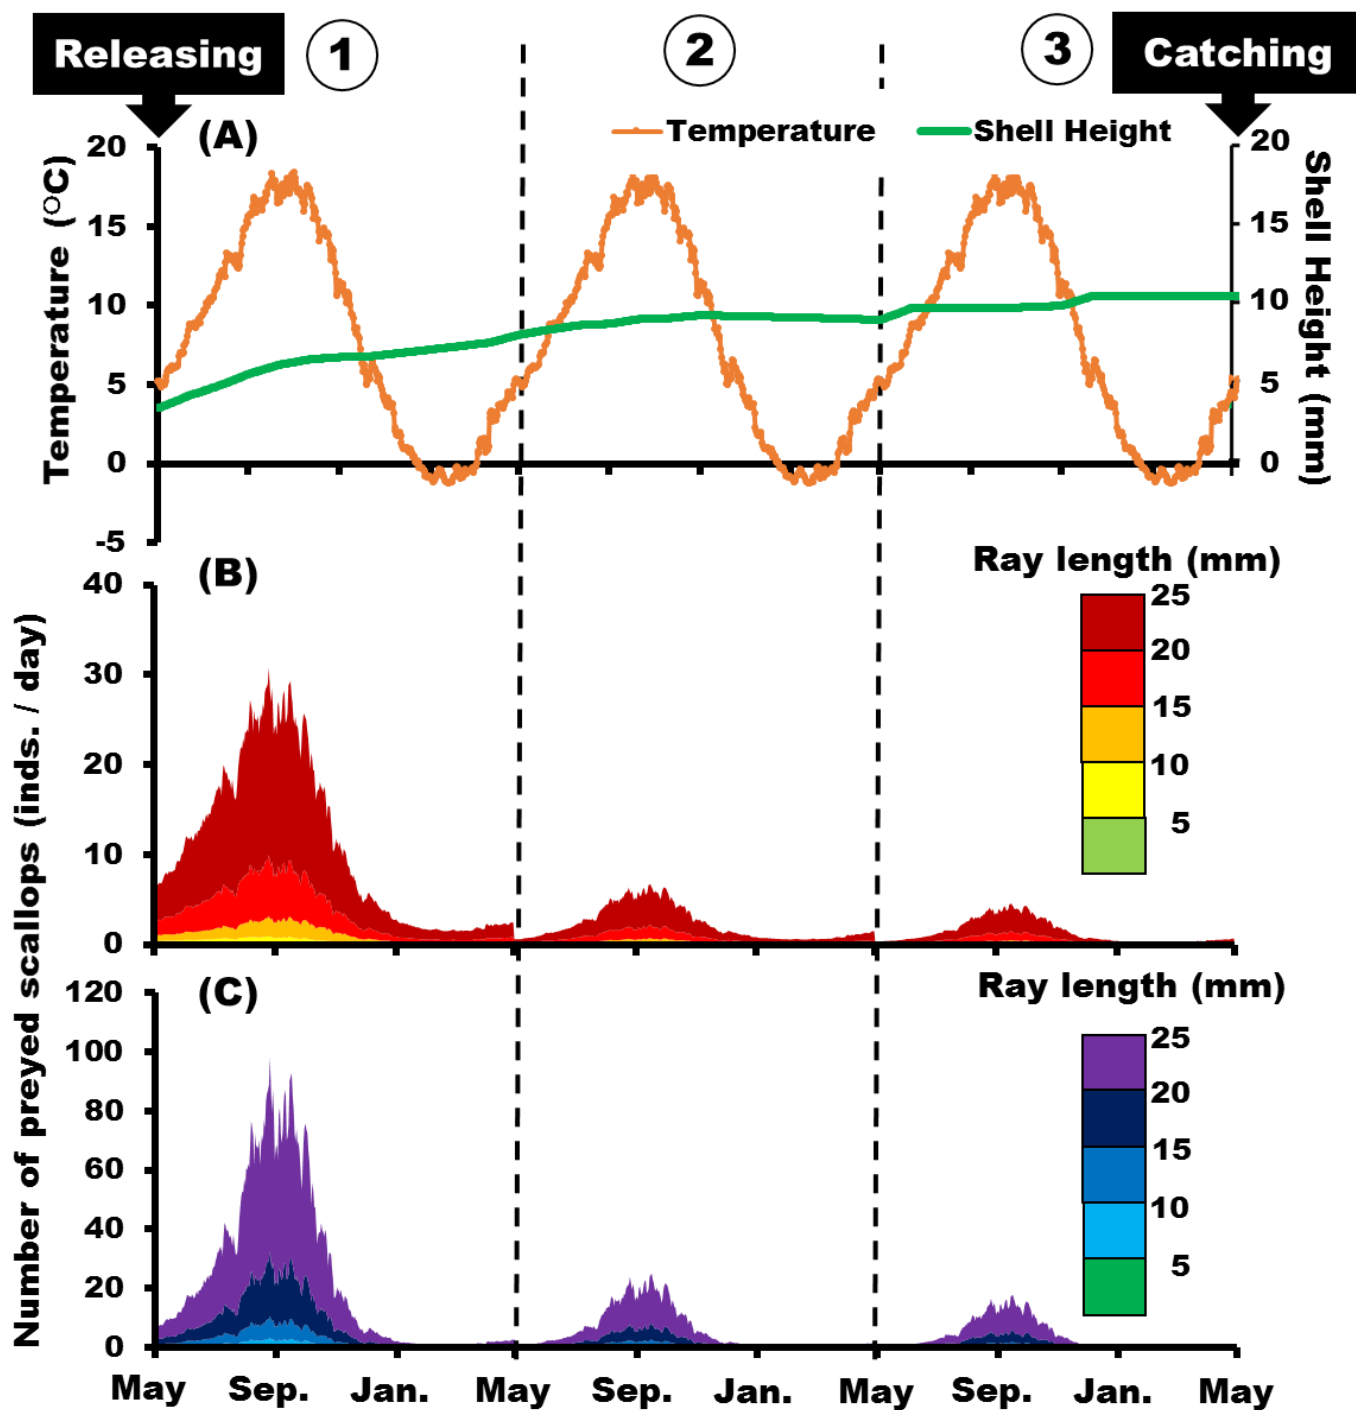 Releasing
1
2
3
Catching
(A)
Temperature
Shell Height
Temperature (°C)
20
15
10
5
0
-5
20
15
10
5
0
Shell Height (mm)
(B)
Ray length (mm)
40
30
20
10
0
25
20
15
10
5
Number of preyed scallops (inds. / day)
(C)
Ray length (mm)
120
100
80
60
40
20
0
25
20
15
10
5
May Sep. Jan. May Sep. Jan. May Sep. Jan. May